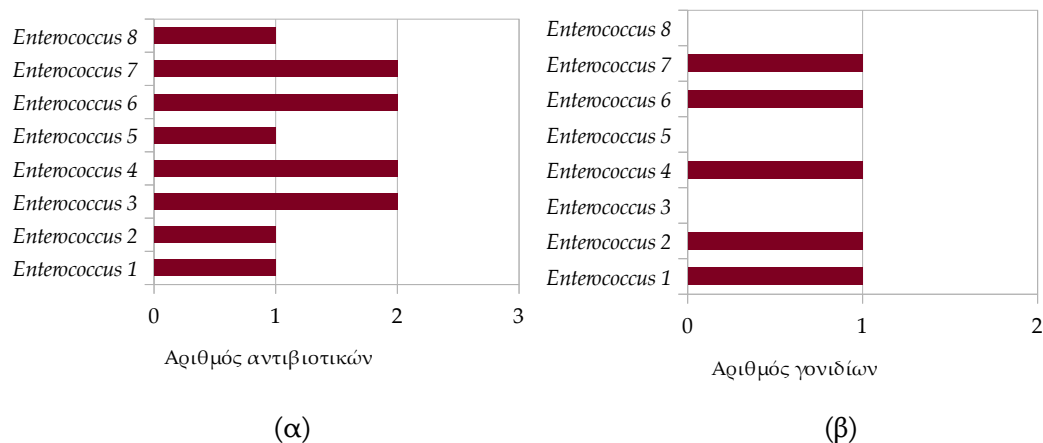 Enterococcus 8
Enterococcus 7
Enterococcus 6
Enterococcus 5
Enterococcus 4
Enterococcus 3
Enterococcus 2
Enterococcus 1
0 1 2 3
Αριθμός αντιβιοτικών
(α)
Enterococcus 8
Enterococcus 7
Enterococcus 6
Enterococcus 5
Enterococcus 4
Enterococcus 3
Enterococcus 2
Enterococcus 1
0 1 2
Αριθμός γονιδίων
(β)